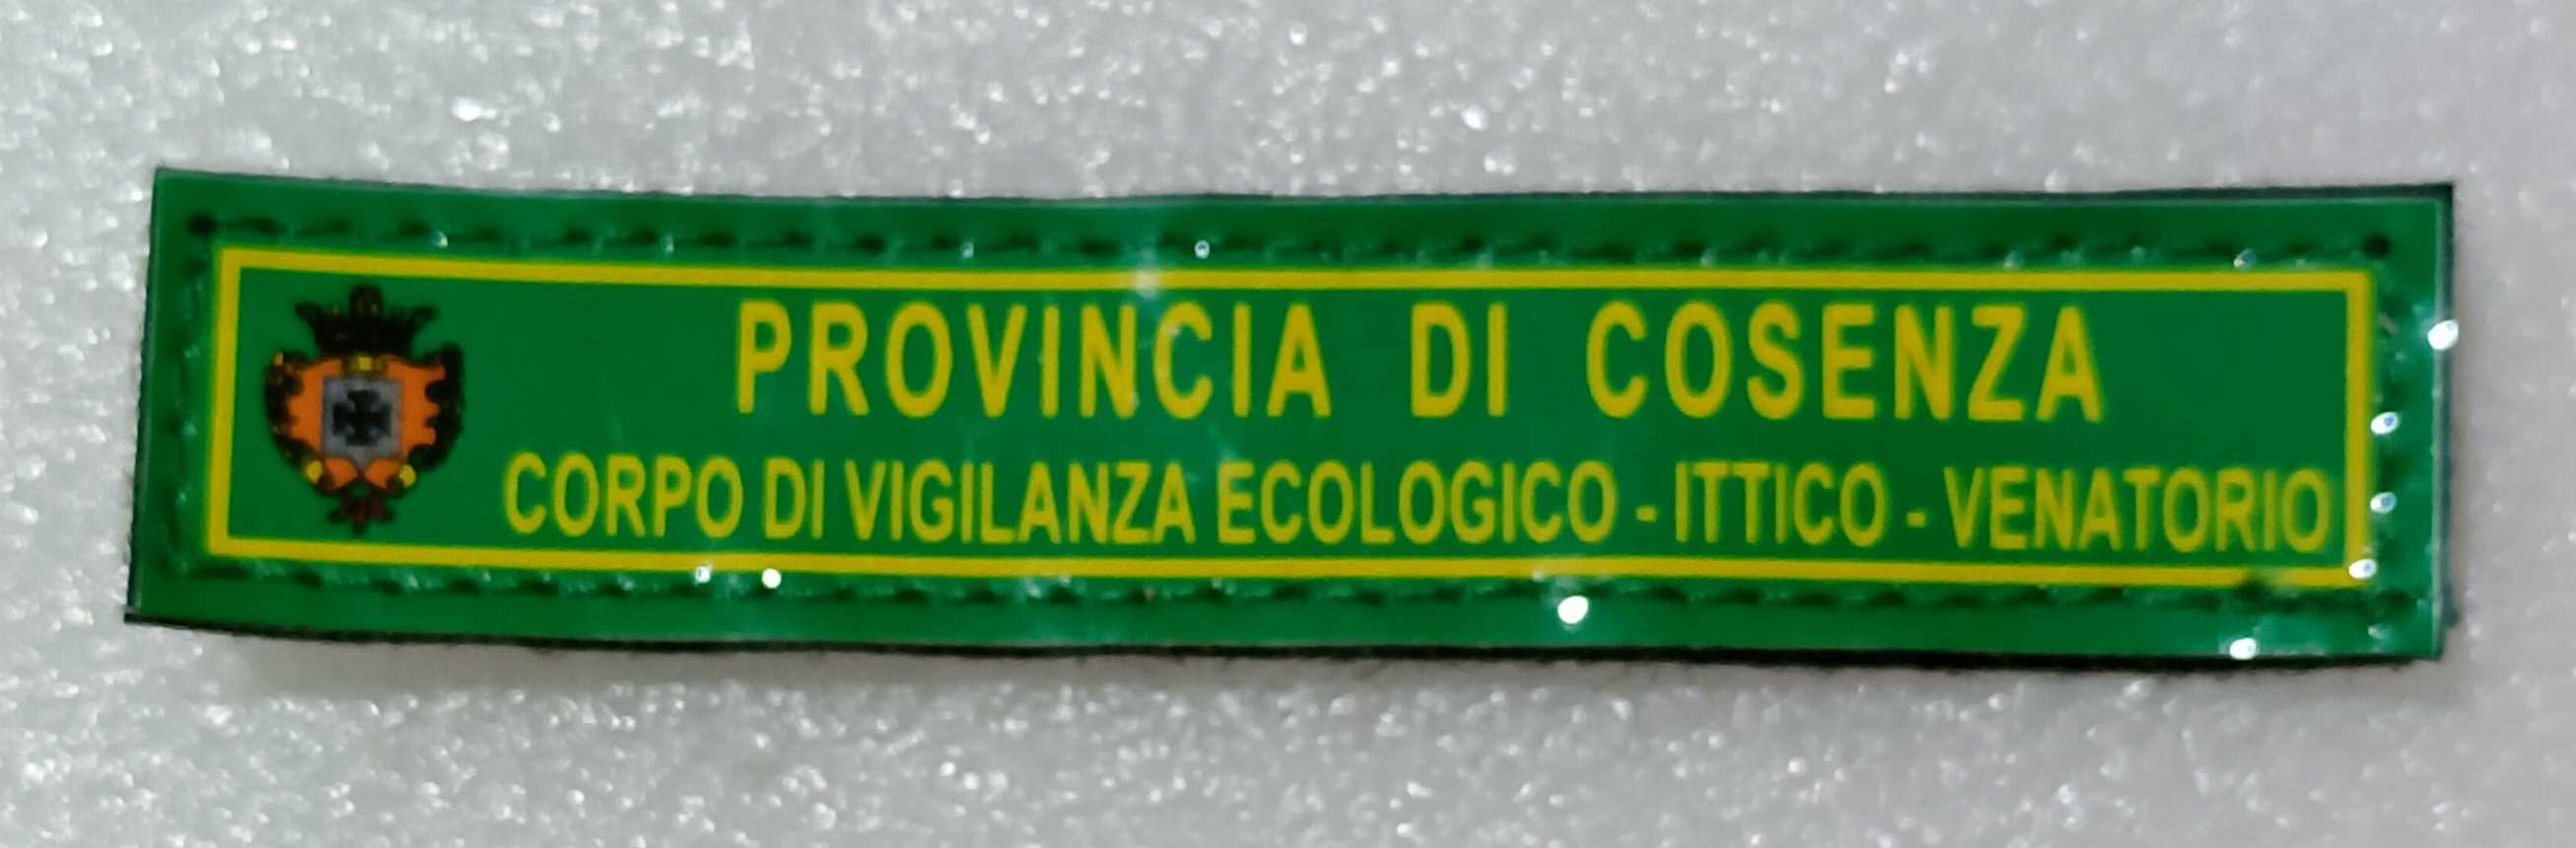 PROVINCIA DI COSENZA
CORPO DI VIGILANZA ECOLOGICO - ITTICO - VENATORIO